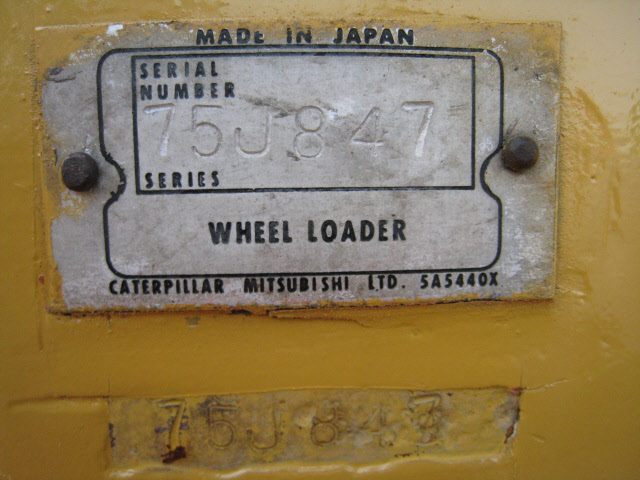 MADE IN JAPAN
SERIAL
NUMBER
75J847
SERIES
WHEEL LOADER
CATERPILLAR MITSUBISHI LTD. 5A5440X
75J847